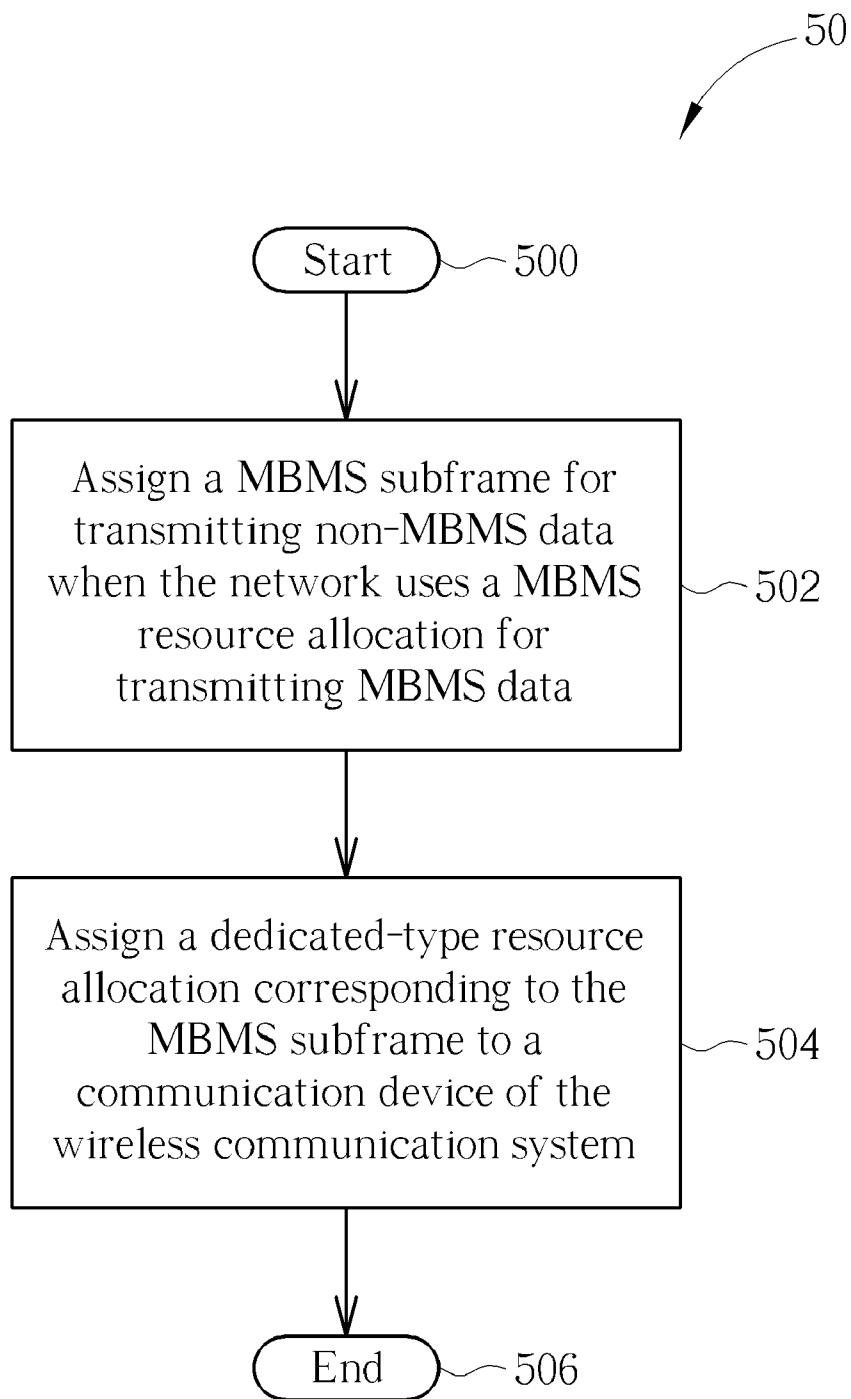 50
Start
500
Assign a MBMS subframe for
transmitting non-MBMS data
when the network uses a MBMS
resource allocation for
transmitting MBMS data
502
Assign a dedicated-type resource
allocation corresponding to the
MBMS subframe to a
communication device of the
wireless communication system
504
End
506